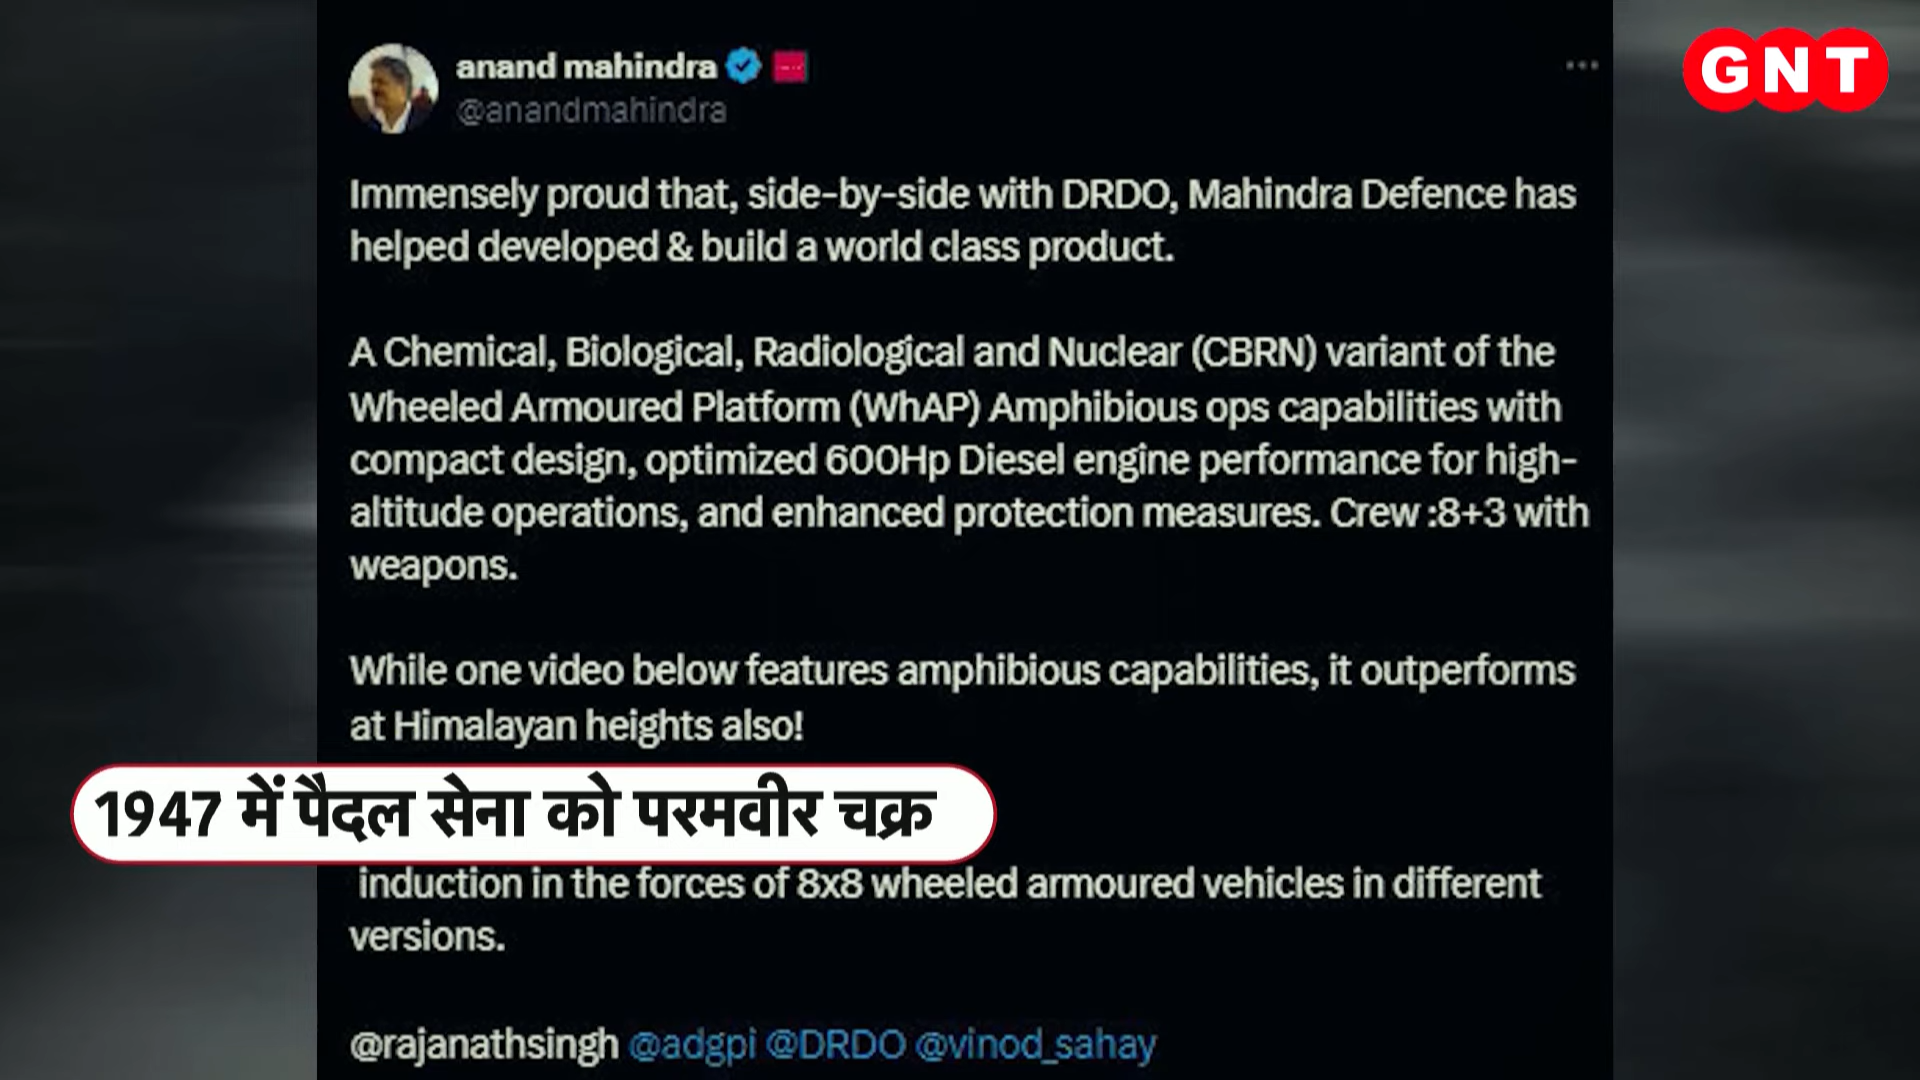 GNT
anand mahindra
@anandmahindra
Immensely proud that, side-by-side with DRDO, Mahindra Defence has
helped developed & build a world class product.
A Chemical, Biological, Radiological and Nuclear (CBRN) variant of the
Wheeled Armoured Platform (WhAP) Amphibious ops capabilities with
compact design, optimized 600Hp Diesel engine performance for high-
altitude operations, and enhanced protection measures. Crew :8+3 with
weapons.
While one video below features amphibious capabilities, it outperforms
at Himalayan heights also!
1947 में पैदल सेना को परमवीर चक्र
induction in the forces of 8x8 wheeled armoured vehicles in different
versions.
@rajanathsingh @adgpi @DRDO @vinod_sahay